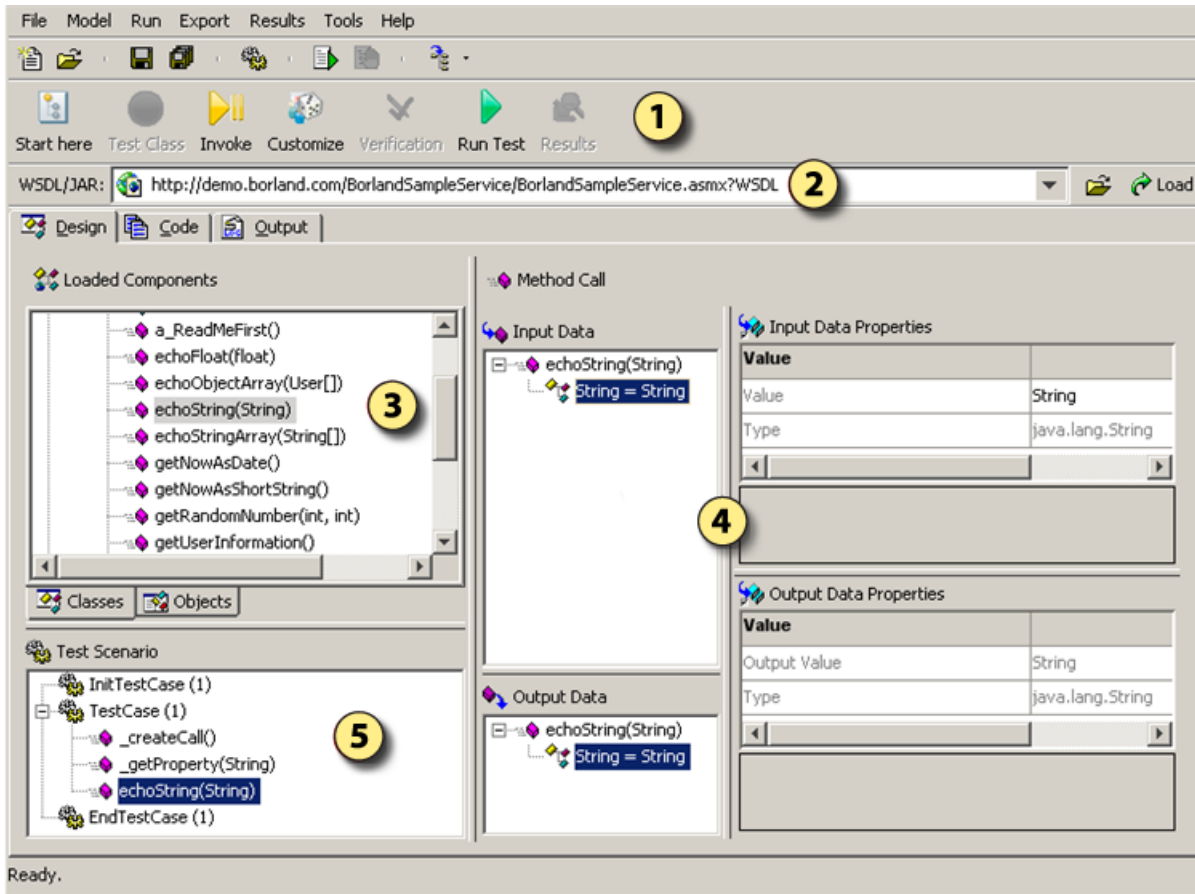 File Model Run Export Results Tools Help
Start here Test Class Invoke Customize Verification Run Test Results
1
WSDL/JAR: http://demo.borland.com/BorlandSampleService/BorlandSampleService.asmx?WSDL Load
2
Design Code Output
Loaded Components
a_ReadMeFirst()
echoFloat(float)
echoObjectArray(User[])
echoString(String)
echoStringArray(String[])
getNowAsDate()
getNowAsShortString()
getRandomNumber(int, int)
getUserInformation()
3
Classes Objects
Test Scenario
InitTestCase (1)
TestCase (1)
_createCall()
_getProperty(String)
echoString(String)
EndTestCase (1)
5
Method Call
Input Data
echoString(String)
String = String
Output Data
echoString(String)
String = String
4
Input Data Properties
Value
Value String
Type java.lang.String
Output Data Properties
Value
Output Value String
Type java.lang.String
Ready.